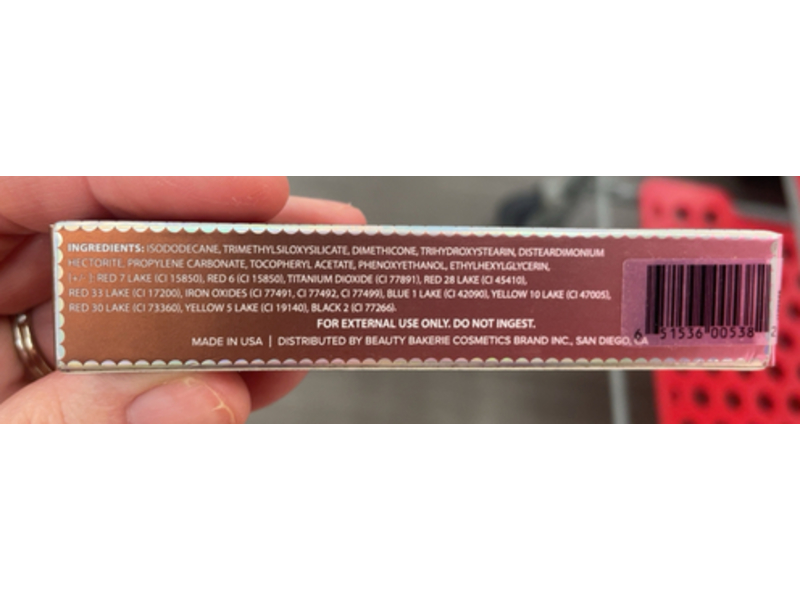 INGREDIENTS: ISODODECANE, TRIMETHYLSILOXYSILICATE, DIMETHICONE, TRIHYDROXYSTEARIN, DISTEARDIMONIUM
HECTORITE, PROPYLENE CARBONATE, TOCOPHERYL ACETATE, PHENOXYETHANOL, ETHYLHEXYLGLYCERIN,
[+/- ]: RED 7 LAKE (CI 15850), RED 6 (CI 15850), TITANIUM DIOXIDE (CI 77891), RED 28 LAKE (CI 45410),
RED 33 LAKE (CI 17200), IRON OXIDES (CI 77491, CI 77492, CI 77499), BLUE 1 LAKE (CI 42090), YELLOW 10 LAKE (CI 47005),
RED 30 LAKE (CI 73360), YELLOW 5 LAKE (CI 19140), BLACK 2 (CI 77266).
FOR EXTERNAL USE ONLY. DO NOT INGEST.
MADE IN USA | DISTRIBUTED BY BEAUTY BAKERIE COSMETICS BRAND INC., SAN DIEGO, CA
6 51536 00538 2